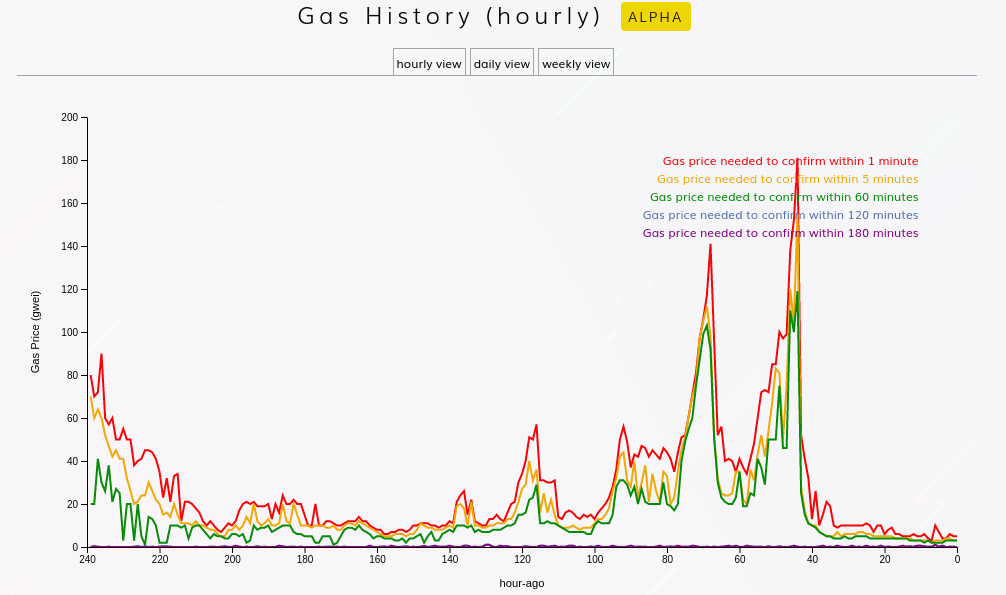 Gas History (hourly) ALPHA
hourly view daily view weekly view
200
180
160
140
120
100
80
60
40
20
0
Gas Price (gwei)
Gas price needed to confirm within 1 minute
Gas price needed to confirm within 5 minutes
Gas price needed to confirm within 60 minutes
Gas price needed to confirm within 120 minutes
Gas price needed to confirm within 180 minutes
240 220 200 180 160 140 120 100 80 60 40 20 0
hour-ago